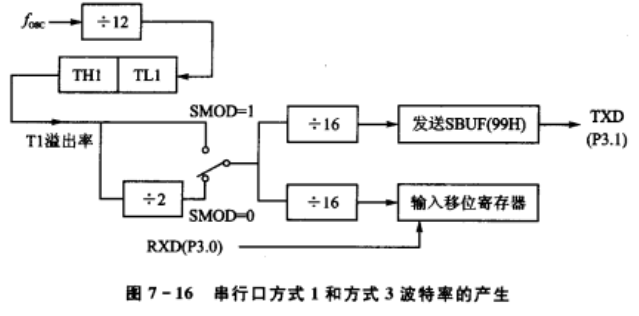 fosc
÷12
TH1 TL1
SMOD=1
T1溢出率
÷16
发送SBUF(99H)
TXD
(P3.1)
÷2
SMOD=0
÷16
输入移位寄存器
RXD(P3.0)
图 7-16 串行口方式 1 和方式 3 波特率的产生